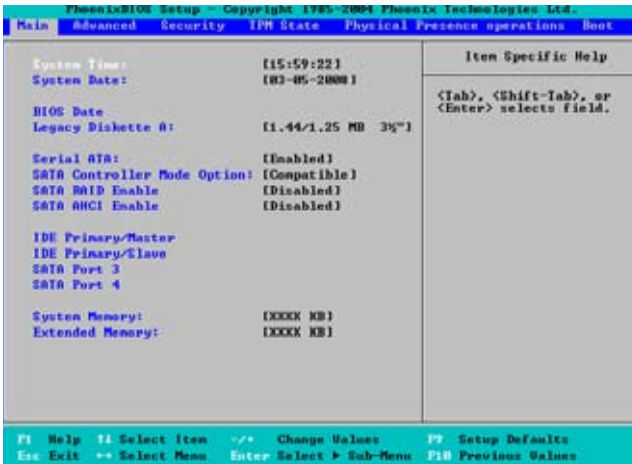 PhoenixBIOS Setup - Copyright 1985-2004 Phoenix Technologies Ltd.
Main Advanced Security TPM State Physical Presence operations Boot
System Time: [15:59:22]
System Date: [03-05-2008]
BIOS Date
Legacy Diskette A: [1.44/1.25 MB 3½"]
Serial ATA: [Enabled]
SATA Controller Mode Option: [Compatible]
SATA RAID Enable [Disabled]
SATA AHCI Enable [Disabled]
IDE Primary/Master
IDE Primary/Slave
SATA Port 3
SATA Port 4
System Memory: [XXXX KB]
Extended Memory: [XXXX KB]
Item Specific Help
<Tab>, <Shift-Tab>, or
<Enter> selects field.
F1 Help ↑↓ Select Item -/+ Change Values F9 Setup Defaults
Esc Exit ←→ Select Menu Enter Select ▶ Sub-Menu F10 Previous Values